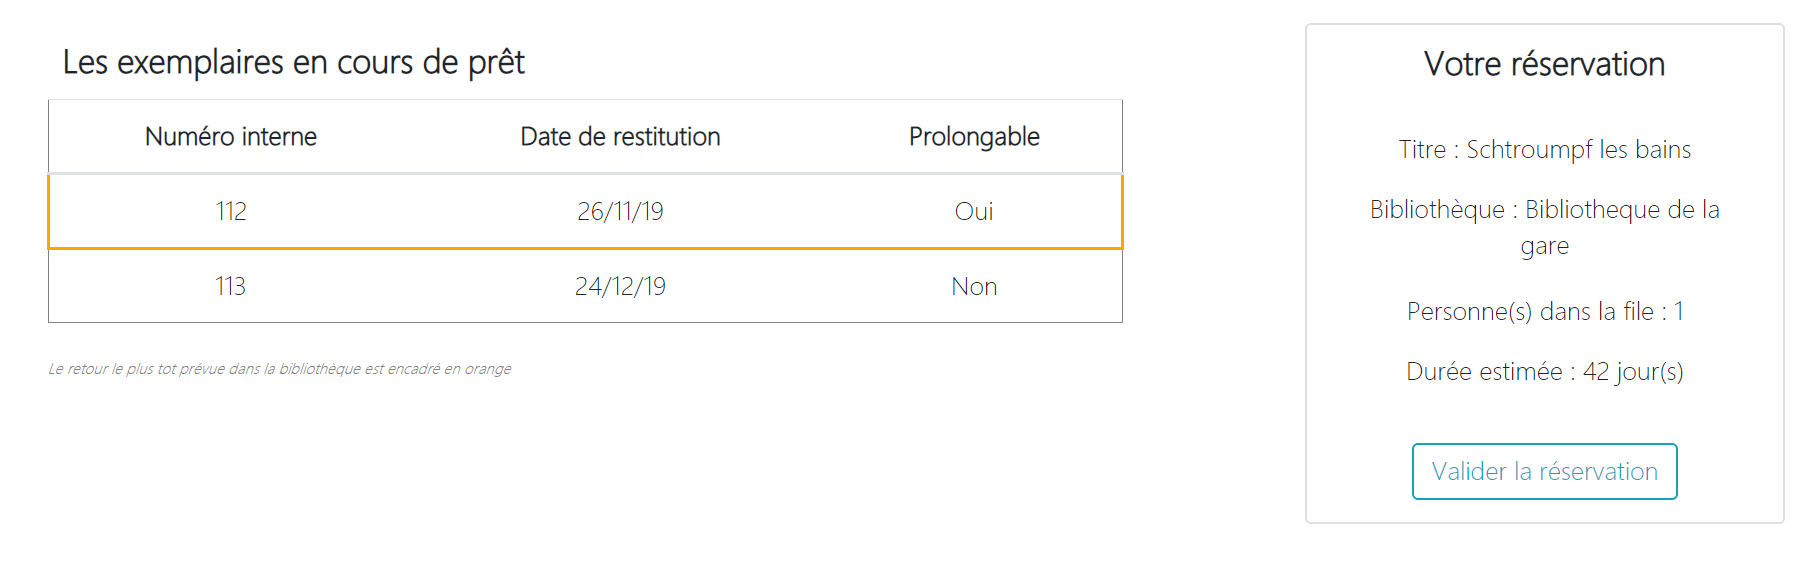 Les exemplaires en cours de prêt
Numéro interne Date de restitution Prolongable
112 26/11/19 Oui
113 24/12/19 Non
Le retour le plus tot prévue dans la bibliothèque est encadré en orange
Votre réservation
Titre : Schtroumpf les bains
Bibliothèque : Bibliotheque de la
gare
Personne(s) dans la file : 1
Durée estimée : 42 jour(s)
Valider la réservation